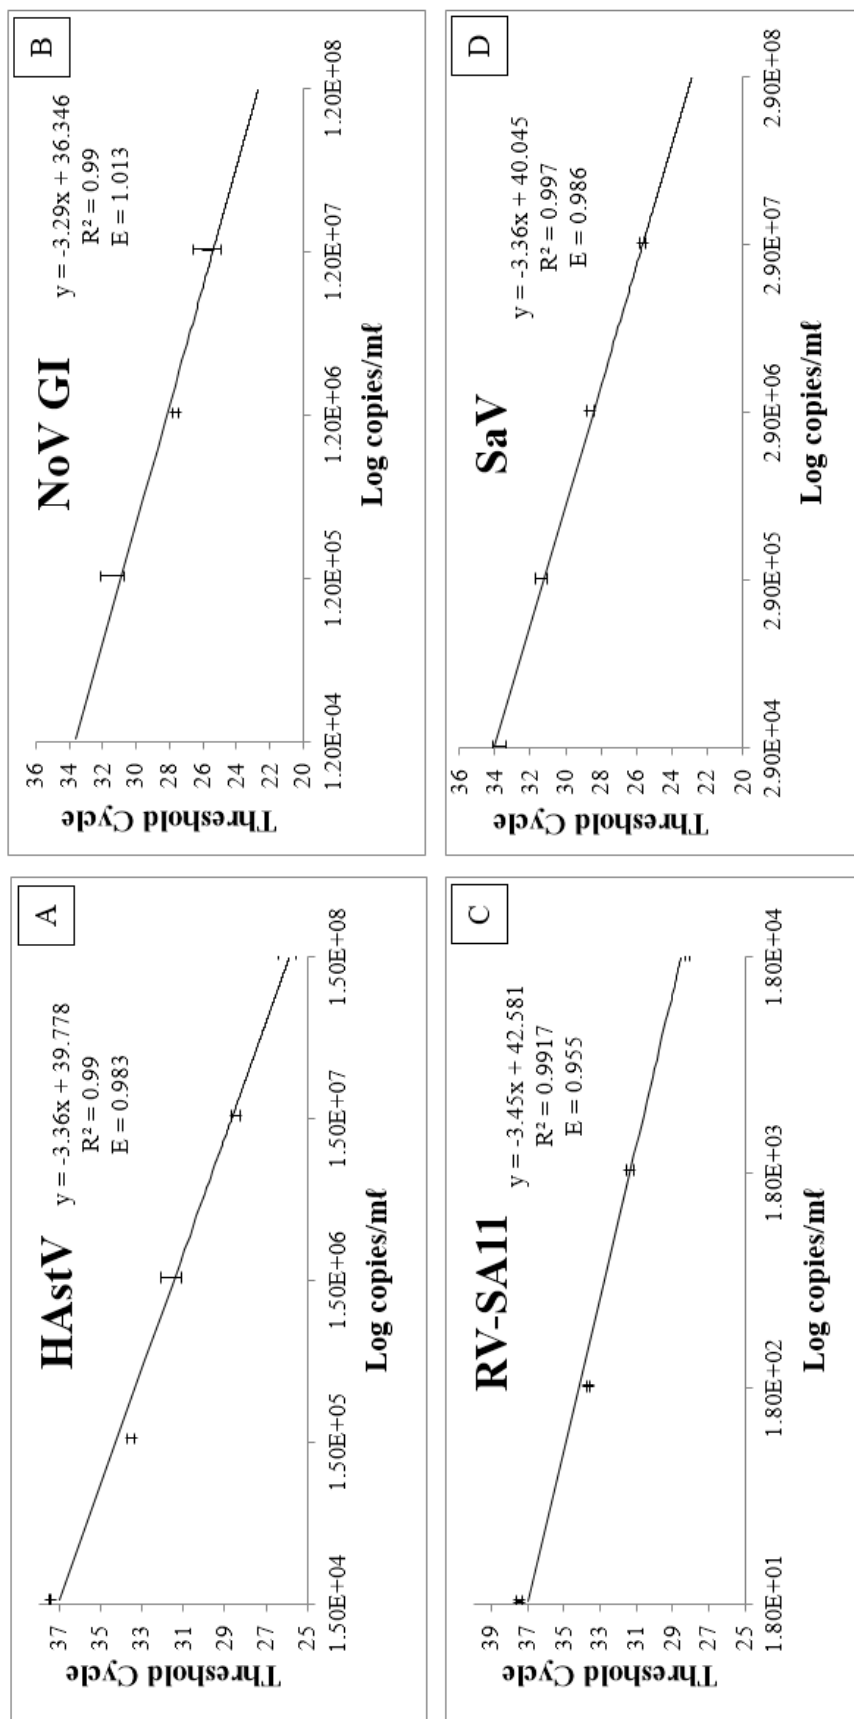 A
HAstV
y = -3.36x + 39.778
R² = 0.99
E = 0.983
Threshold Cycle
37
35
33
31
29
27
25
1.50E+04 1.50E+05 1.50E+06 1.50E+07 1.50E+08
Log copies/mℓ
B
NoV GI
y = -3.29x + 36.346
R² = 0.99
E = 1.013
Threshold Cycle
36
34
32
30
28
26
24
22
20
1.20E+04 1.20E+05 1.20E+06 1.20E+07 1.20E+08
Log copies/mℓ
C
RV-SA11
y = -3.45x + 42.581
R² = 0.9917
E = 0.955
Threshold Cycle
39
37
35
33
31
29
27
25
1.80E+01 1.80E+02 1.80E+03 1.80E+04
Log copies/mℓ
D
SaV
y = -3.36x + 40.045
R² = 0.997
E = 0.986
Threshold Cycle
36
34
32
30
28
26
24
22
20
2.90E+04 2.90E+05 2.90E+06 2.90E+07 2.90E+08
Log copies/mℓ